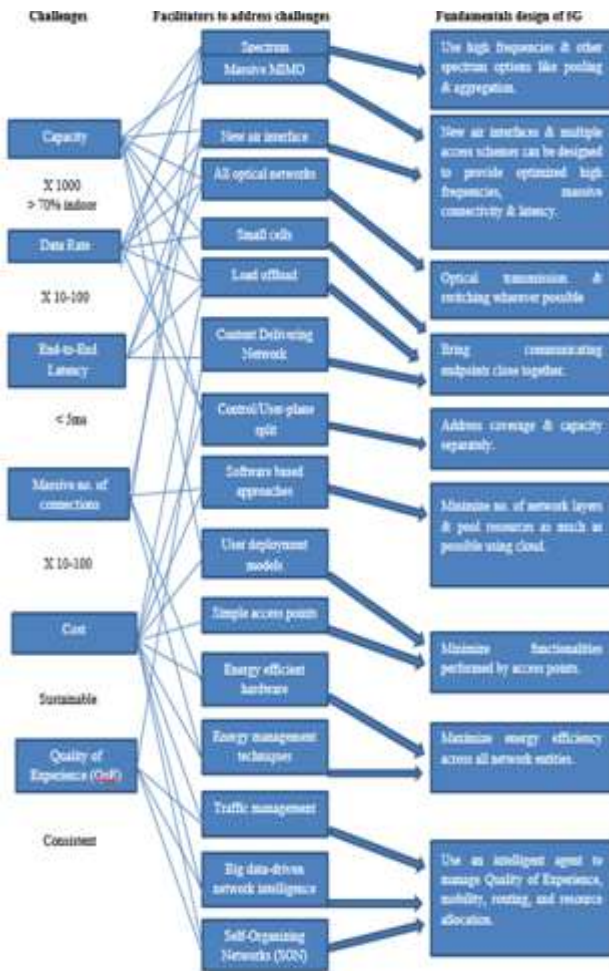 Challenges
Facilitators to address challenges
Fundamentals design of 5G
Capacity
X 1000
> 70% indoor
Data Rate
X 10-100
End-to-End
Latency
< 5ms
Massive no. of
connections
X 10-100
Cost
Sustainable
Quality of
Experience (QoE)
Consistent
Spectrum
Massive MIMO
New air interface
All optical networks
Small cells
Load offload
Content Delivering
Network
Control/User-plane
split
Software based
approaches
User deployment
models
Simple access points
Energy efficient
hardware
Energy management
techniques
Traffic management
Big data-driven
network intelligence
Self-Organizing
Networks (SON)
Use high frequencies & other
spectrum options like pooling
& aggregation.
New air interfaces & multiple
access schemes can be designed
to provide optimized high
frequencies, massive
connectivity & latency.
Optical transmission &
switching wherever possible
Bring communicating
endpoints close together.
Address coverage & capacity
separately.
Minimize no. of network layers
& pool resources as much as
possible using cloud.
Minimize functionalities
performed by access points.
Maximize energy efficiency
across all network entities.
Use an intelligent agent to
manage Quality of Experience,
mobility, routing, and resource
allocation.